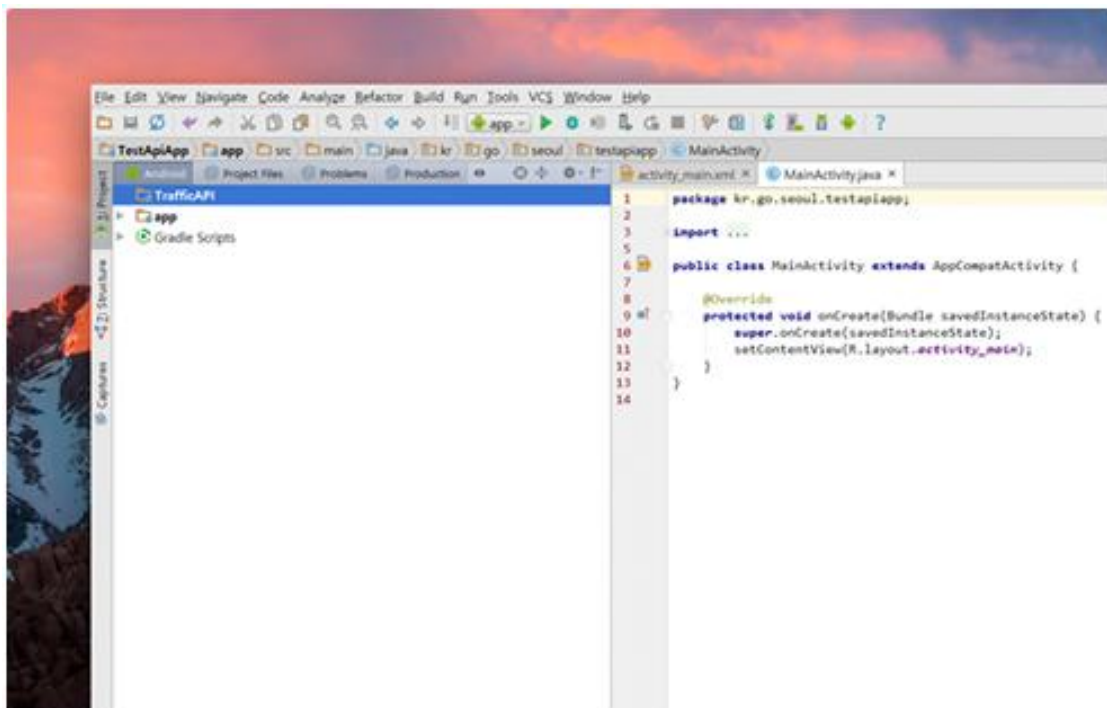 File Edit View Navigate Code Analyze Refactor Build Run Tools VCS Window Help
app
TestApiApp app src main java kr go seoul testapiapp MainActivity
Android Project Files Problems Production
activity_main.xml MainActivity.java
1: Project
TrafficAPI
app
Gradle Scripts
2: Structure
Captures
1 package kr.go.seoul.testapiapp;
2
3 import ...
5
6 public class MainActivity extends AppCompatActivity {
7
8 @Override
9 protected void onCreate(Bundle savedInstanceState) {
10 super.onCreate(savedInstanceState);
11 setContentView(R.layout.activity_main);
12 }
13 }
14